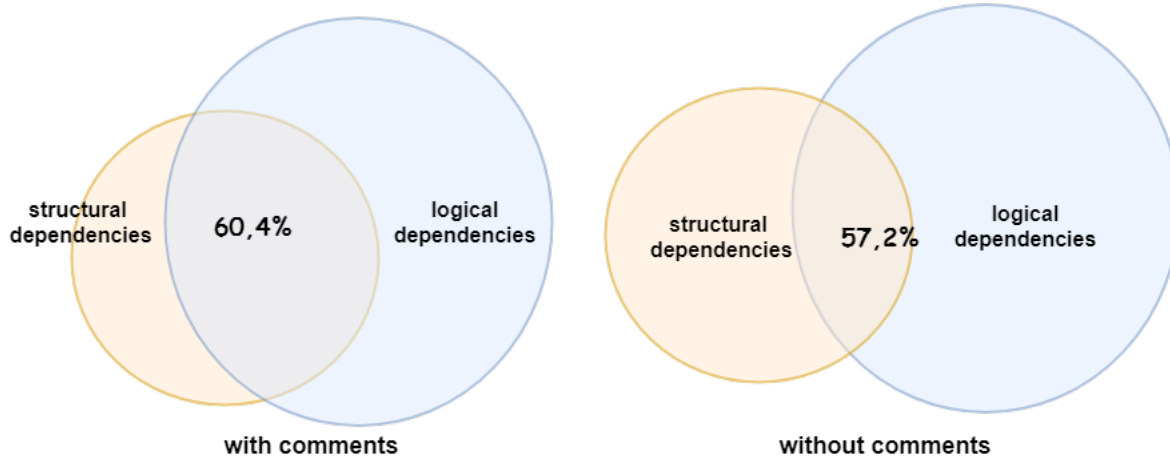 structural
dependencies
60,4%
logical
dependencies
with comments
structural
dependencies
57,2%
logical
dependencies
without comments